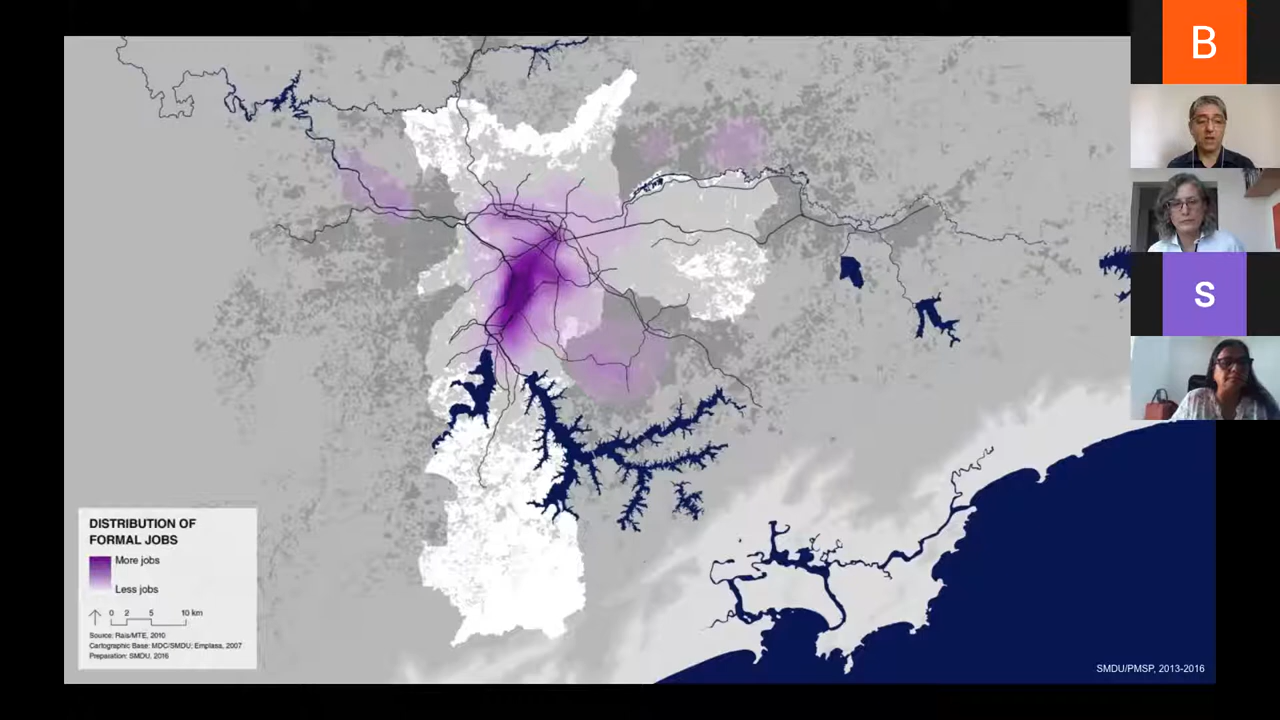 B
S
DISTRIBUTION OF
FORMAL JOBS
More jobs
Less jobs
0 2 5 10 km
Source: Rais/MTE, 2010
Cartographic Base: MDC/SMDU; Emplasa, 2007
Preparation: SMDU, 2016
SMDU/PMSP, 2013-2016